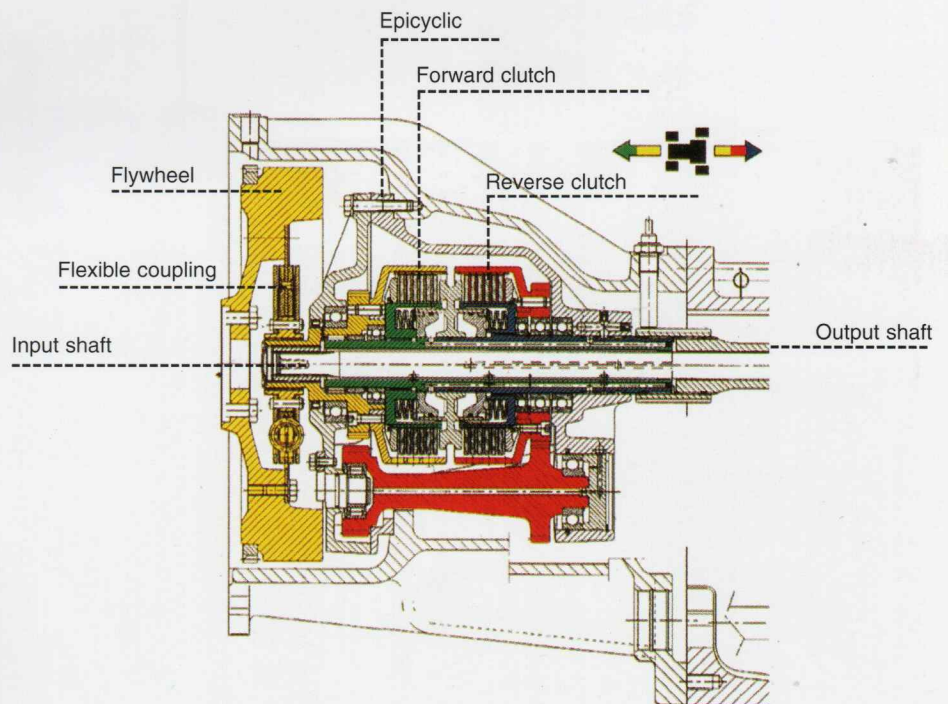 Epicyclic
Forward clutch
Flywheel
Reverse clutch
Flexible coupling
Input shaft
Output shaft